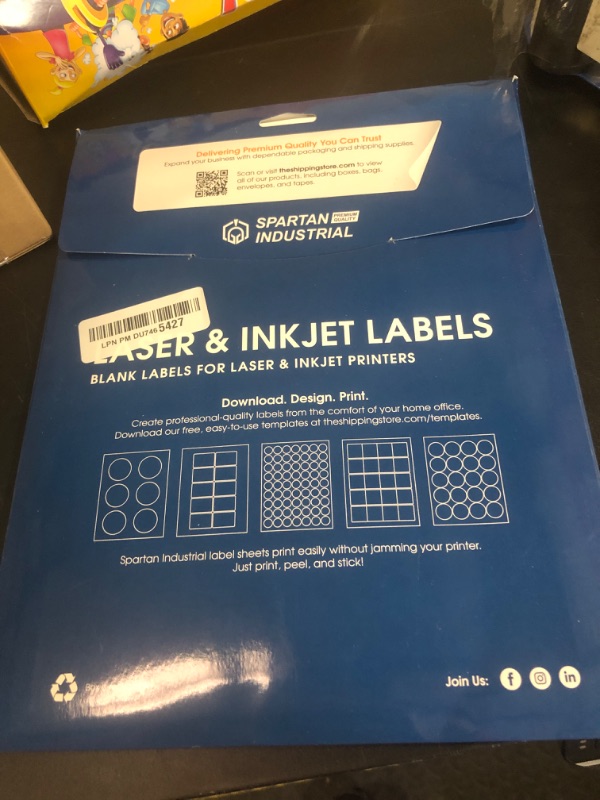 Delivering Premium Quality You Can Trust
Expand your business with dependable packaging and shipping supplies.
Scan or visit theshippingstore.com to view
all of our products, including boxes, bags,
envelopes, and tapes.
SPARTAN PREMIUM QUALITY
INDUSTRIAL
LPN PM DU746 5427
LASER & INKJET LABELS
BLANK LABELS FOR LASER & INKJET PRINTERS
Download. Design. Print.
Create professional-quality labels from the comfort of your home office.
Download our free, easy-to-use templates at theshippingstore.com/templates.
Spartan Industrial label sheets print easily without jamming your printer.
Just print, peel, and stick!
Join Us: f in